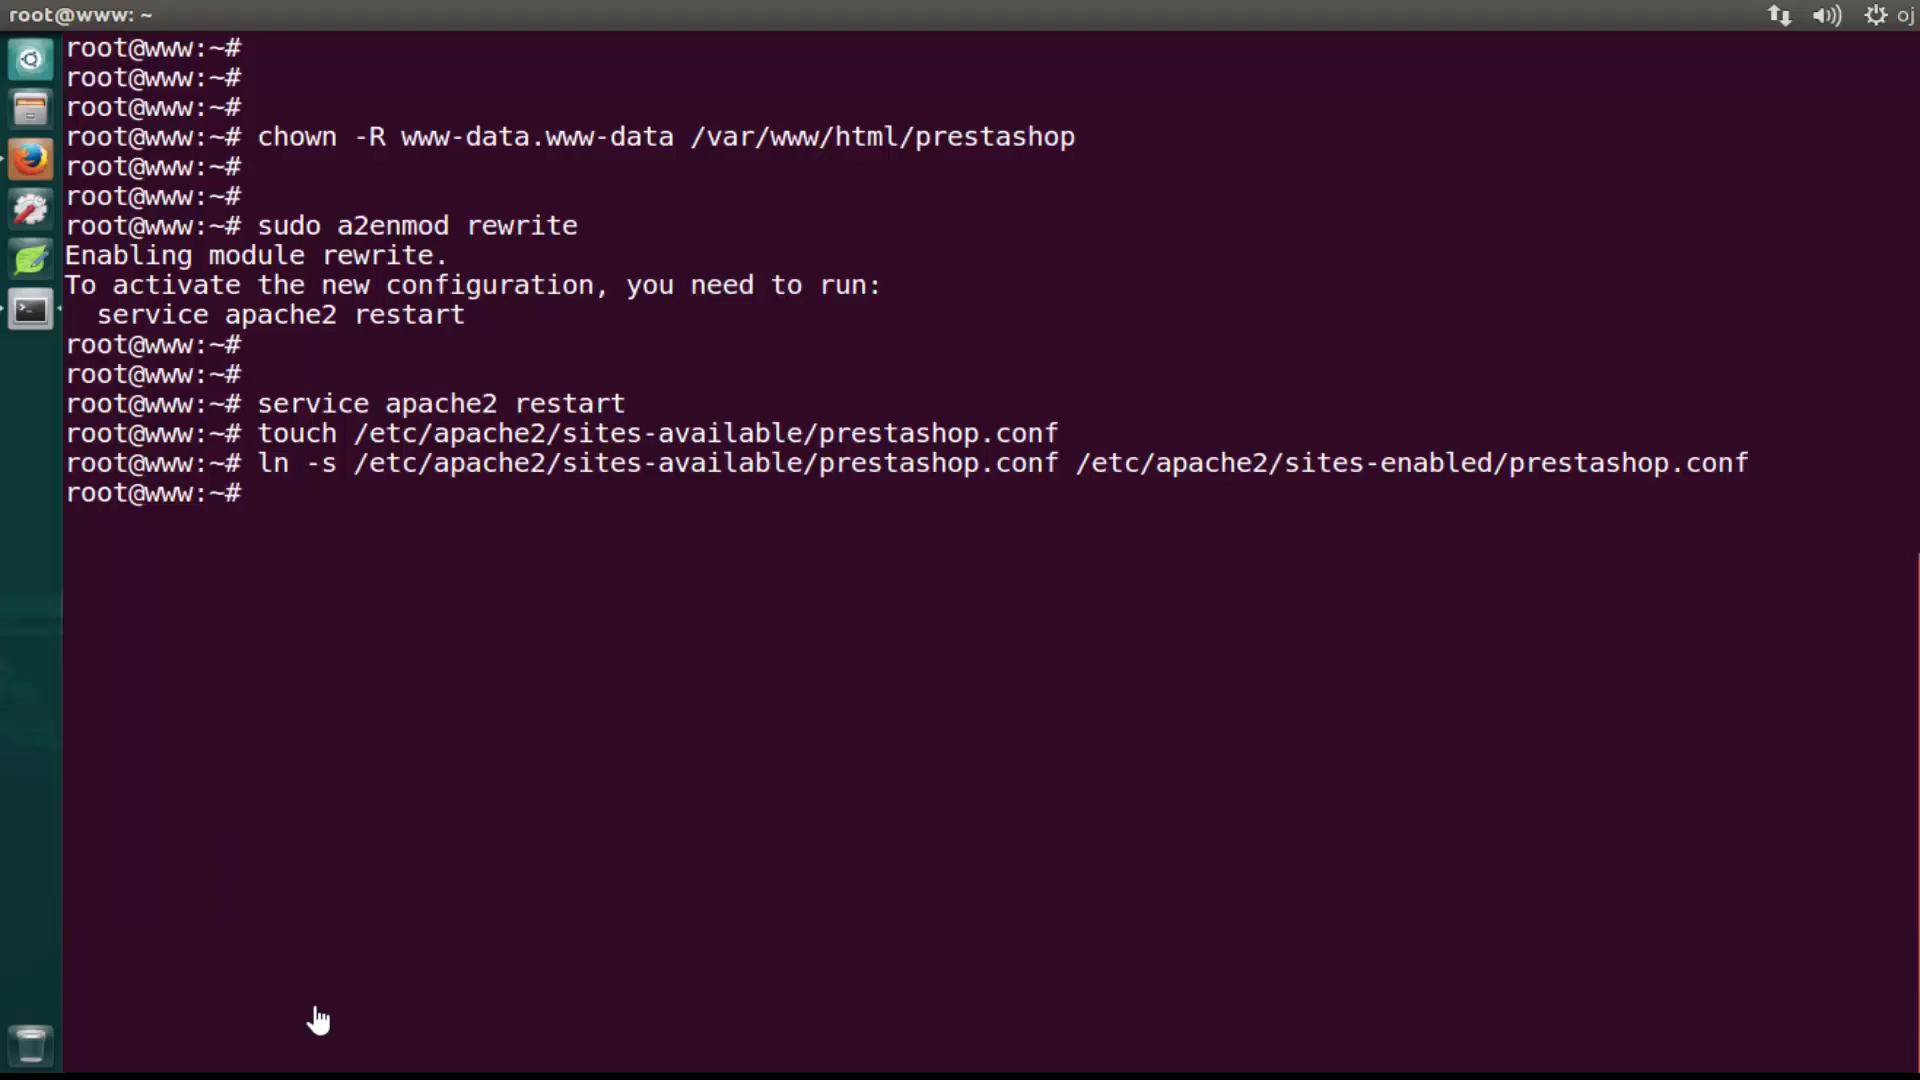 root@www: ~
oj
root@www:~#
root@www:~#
root@www:~#
root@www:~# chown -R www-data.www-data /var/www/html/prestashop
root@www:~#
root@www:~#
root@www:~# sudo a2enmod rewrite
Enabling module rewrite.
To activate the new configuration, you need to run:
  service apache2 restart
root@www:~#
root@www:~#
root@www:~# service apache2 restart
root@www:~# touch /etc/apache2/sites-available/prestashop.conf
root@www:~# ln -s /etc/apache2/sites-available/prestashop.conf /etc/apache2/sites-enabled/prestashop.conf
root@www:~#